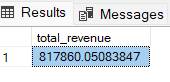 Results Messages
total_revenue
1 817860.05083847